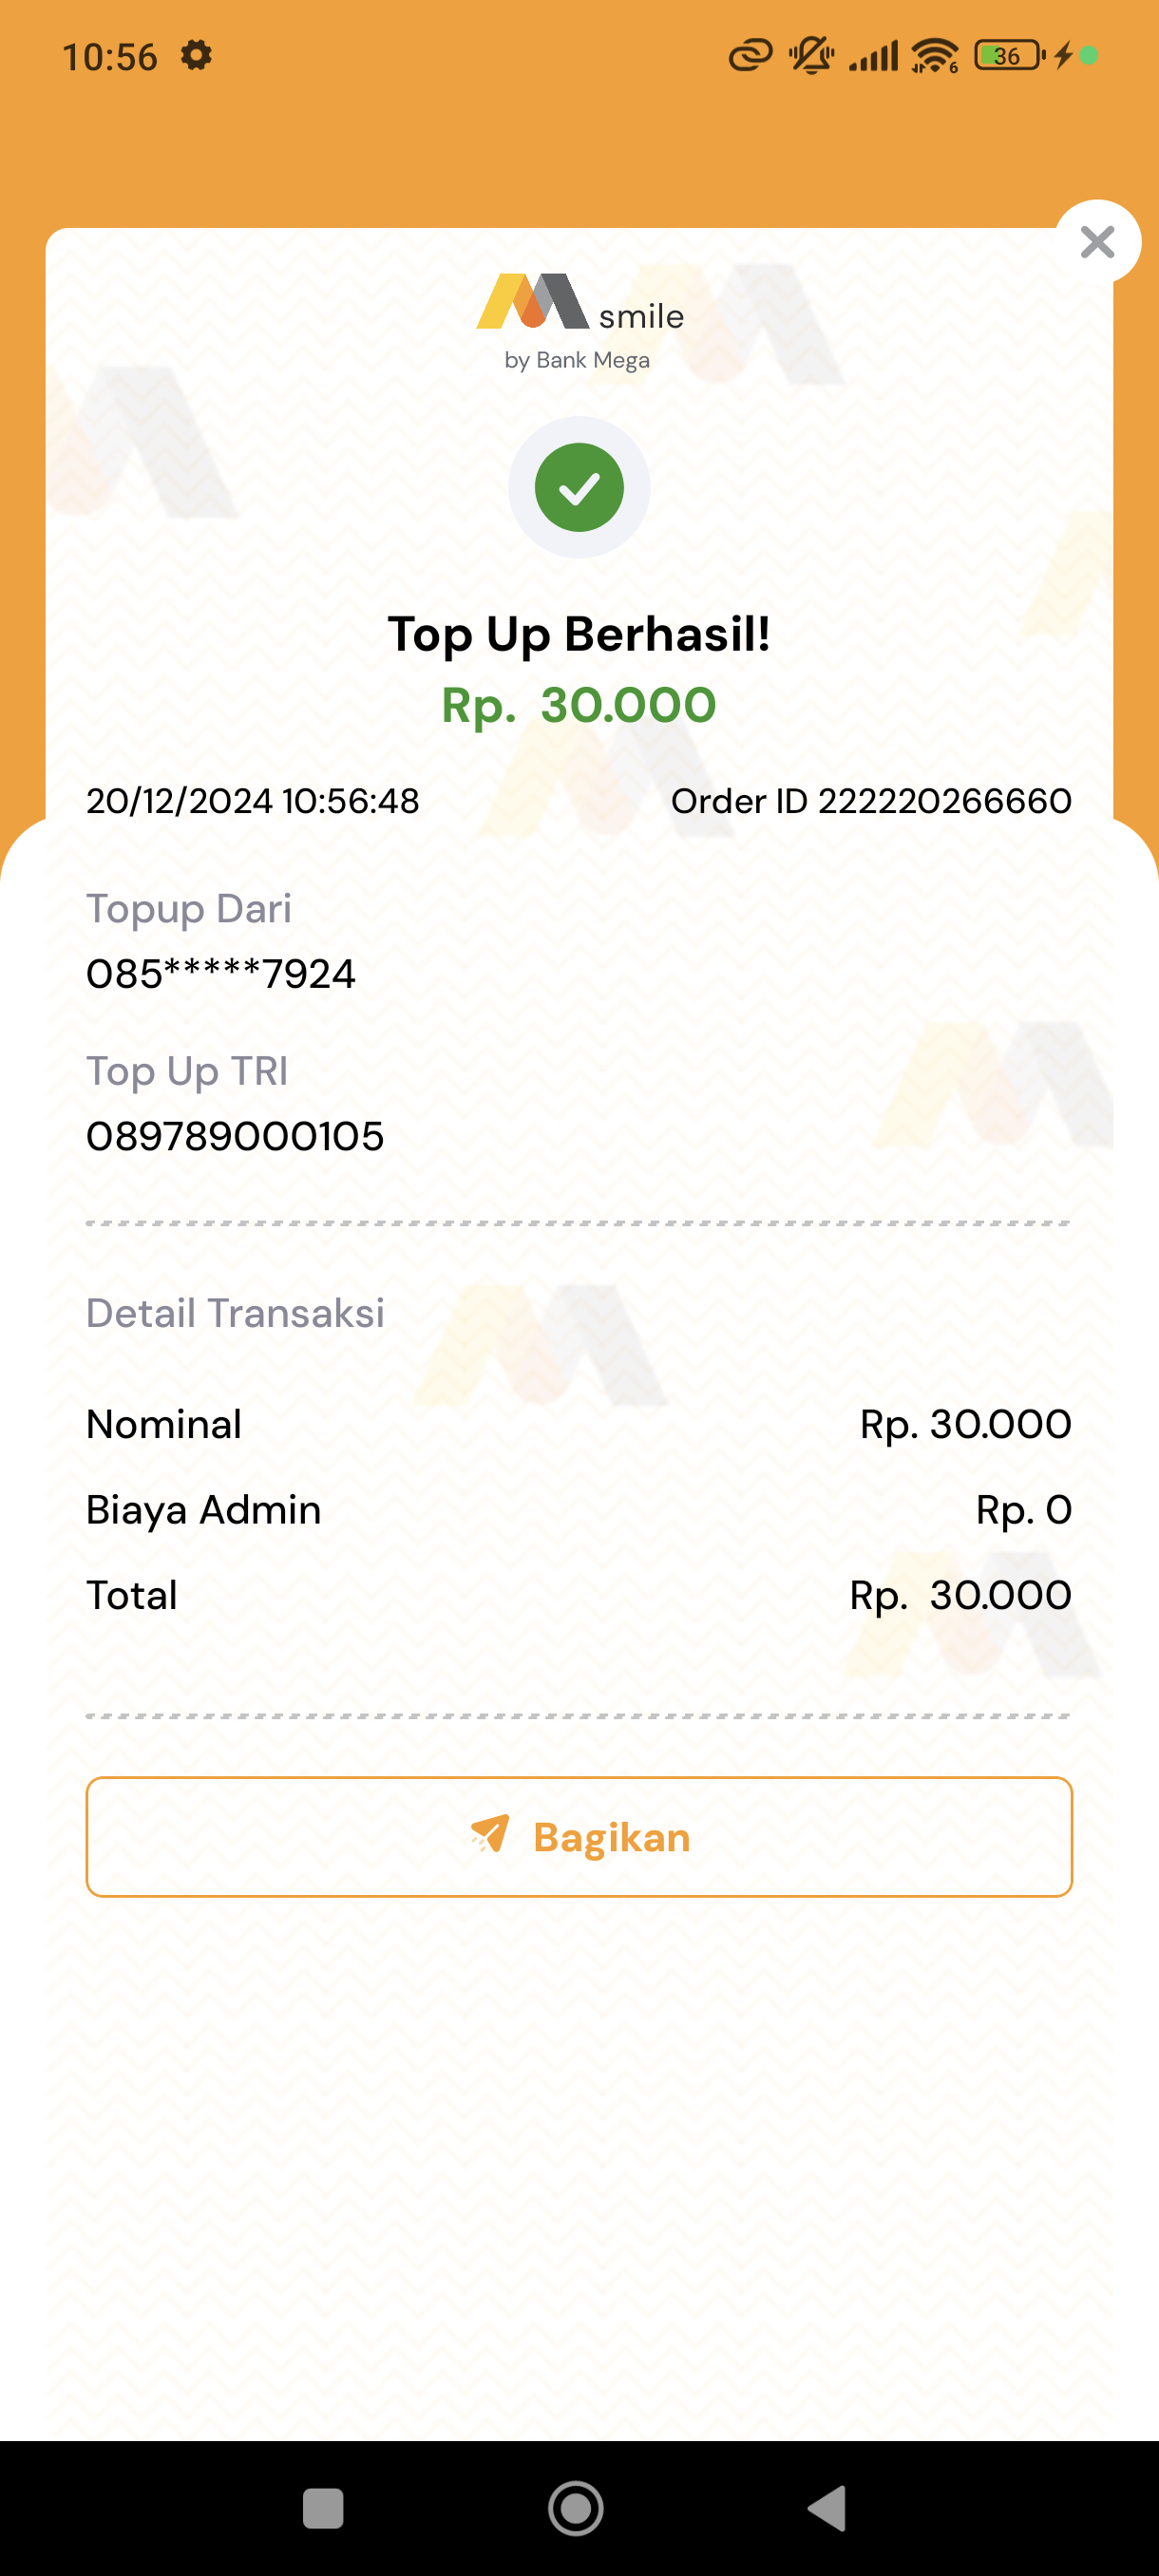 10:56
6
36
smile
by Bank Mega
Top Up Berhasil!
Rp. 30.000
20/12/2024 10:56:48 Order ID 222220266660
Topup Dari
085*****7924
Top Up TRI
089789000105
Detail Transaksi
Nominal Rp. 30.000
Biaya Admin Rp. 0
Total Rp. 30.000
Bagikan